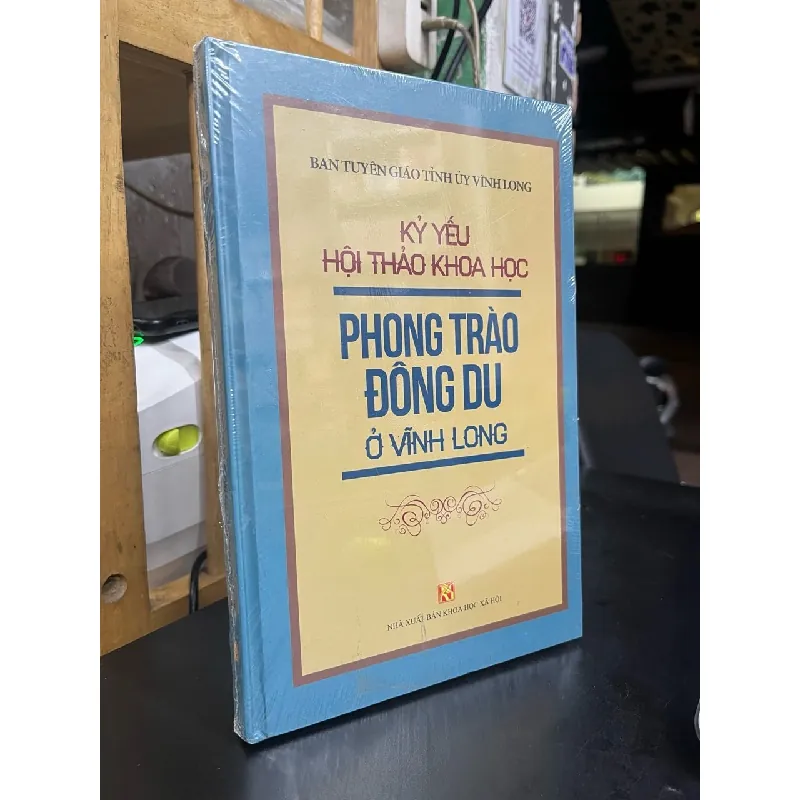 BAN TUYÊN GIÁO TỈNH ỦY VĨNH LONG
KỶ YẾU
HỘI THẢO KHOA HỌC
PHONG TRÀO
ĐÔNG DU
Ở VĨNH LONG
NHÀ XUẤT BẢN KHOA HỌC XÃ HỘI